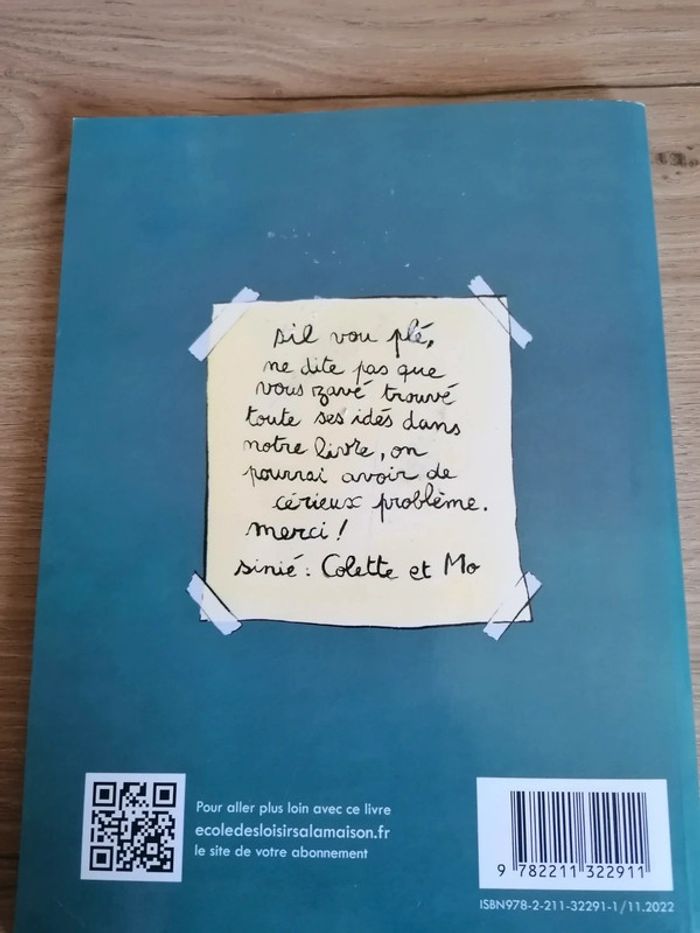 sil vou plé,
ne dite pas que
vous zavé trouvé
toute ses idés dans
notre livre, on
pourrai avoir de
cérieux problème.
merci !
sinié : Colette et Mo
Pour aller plus loin avec ce livre
ecoledesloisirsalamaison.fr
le site de votre abonnement
9 782211 322911
ISBN978-2-211-32291-1/11.2022